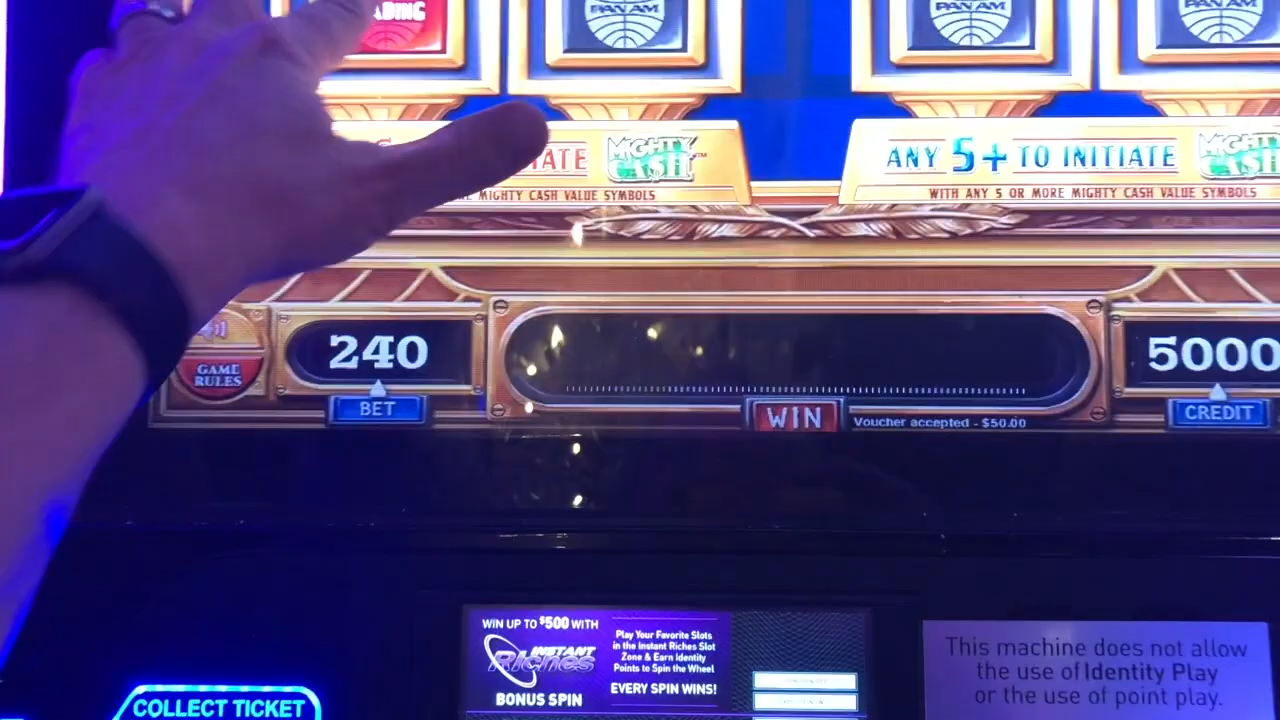 ADING
PAN AM
PAN AM
PAN AM
IATE MIGHTY CASH™
MIGHTY CASH VALUE SYMBOLS
ANY 5+ TO INITIATE MIGHTY CASH
WITH ANY 5 OR MORE MIGHTY CASH VALUE SYMBOLS
GAME
RULES
240
BET
WIN
Voucher accepted - $50.00
5000
CREDIT
WIN UP TO $500 WITH
INSTANT
RICHES
BONUS SPIN
Play Your Favorite Slots
in the Instant Riches Slot
Zone & Earn Identity
Points to Spin the Wheel
EVERY SPIN WINS!
This machine does not allow
the use of Identity Play
or the use of point play.
COLLECT TICKET